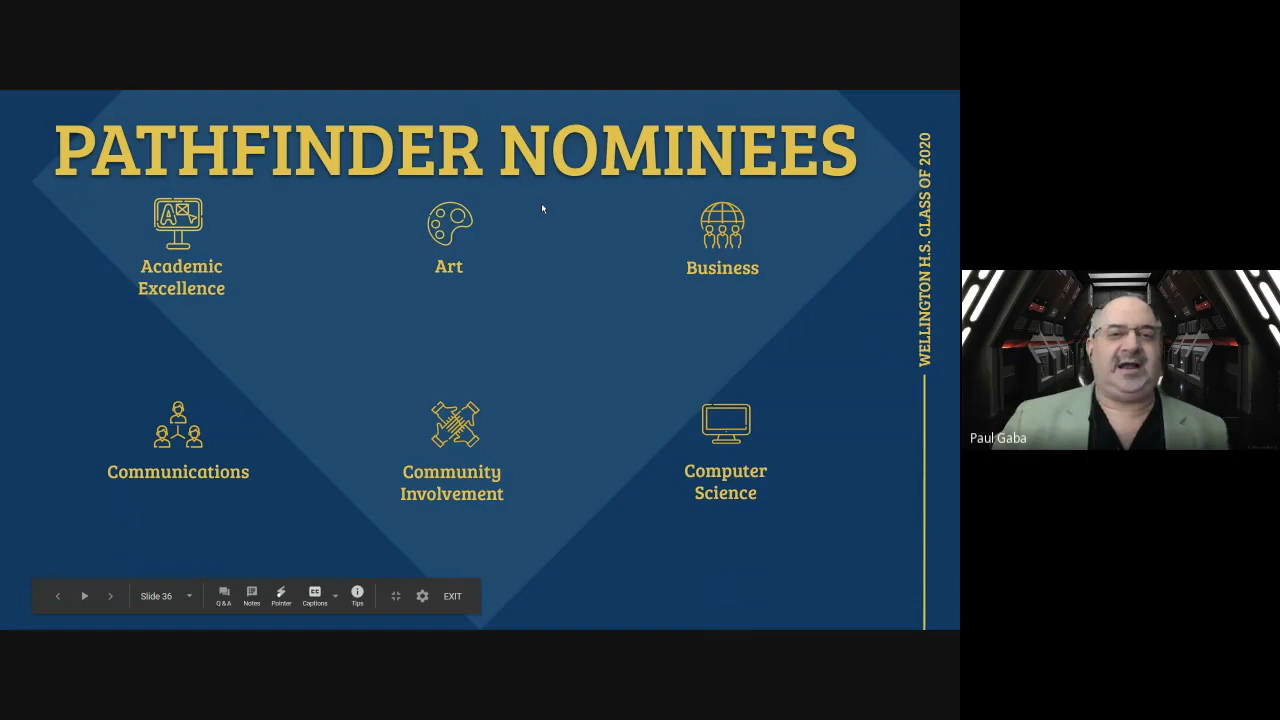 PATHFINDER NOMINEES
Academic
Excellence
Art
Business
Communications
Community
Involvement
Computer
Science
WELLINGTON H.S. CLASS OF 2020
Paul Gaba
Slide 36
Q & A
Notes
Pointer
Captions
Tips
EXIT